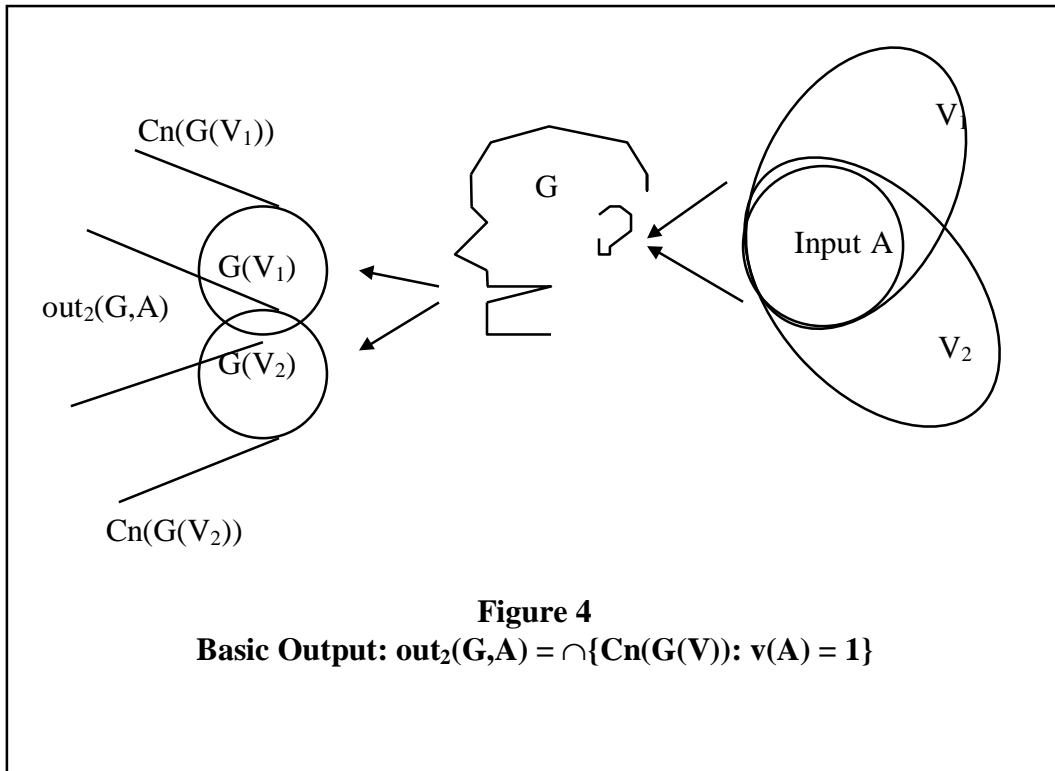 Cn(G(V₁))
G(V₁)
out₂(G,A)
G(V₂)
Cn(G(V₂))
G
V₁
Input A
V₂
Figure 4
Basic Output: out₂(G,A) = ∩{Cn(G(V)): v(A) = 1}